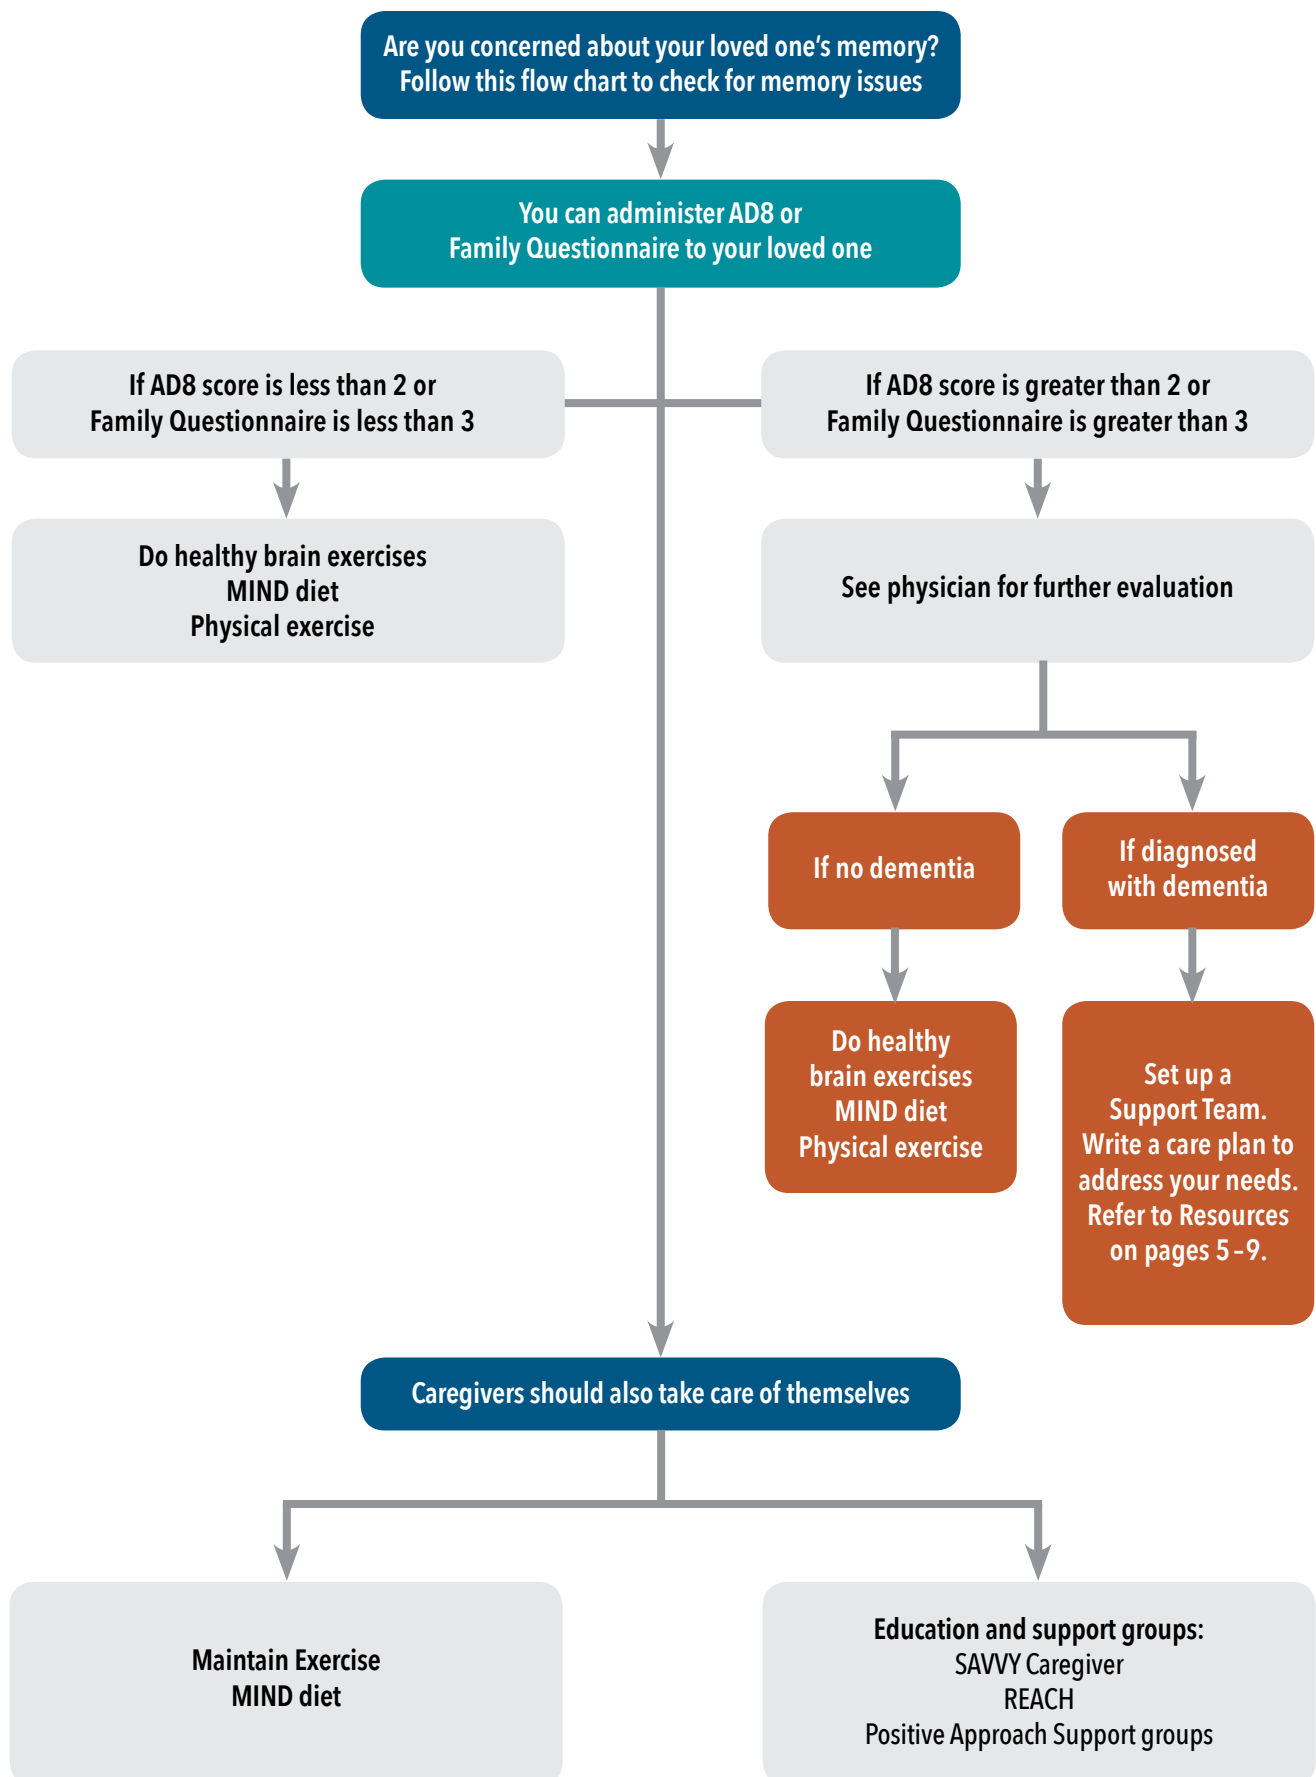 Are you concerned about your loved one's memory?
Follow this flow chart to check for memory issues
You can administer AD8 or
Family Questionnaire to your loved one
If AD8 score is less than 2 or
Family Questionnaire is less than 3
If AD8 score is greater than 2 or
Family Questionnaire is greater than 3
Do healthy brain exercises
MIND diet
Physical exercise
See physician for further evaluation
If no dementia
If diagnosed
with dementia
Do healthy
brain exercises
MIND diet
Physical exercise
Set up a
Support Team.
Write a care plan to
address your needs.
Refer to Resources
on pages 5–9.
Caregivers should also take care of themselves
Maintain Exercise
MIND diet
Education and support groups:
SAVVY Caregiver
REACH
Positive Approach Support groups